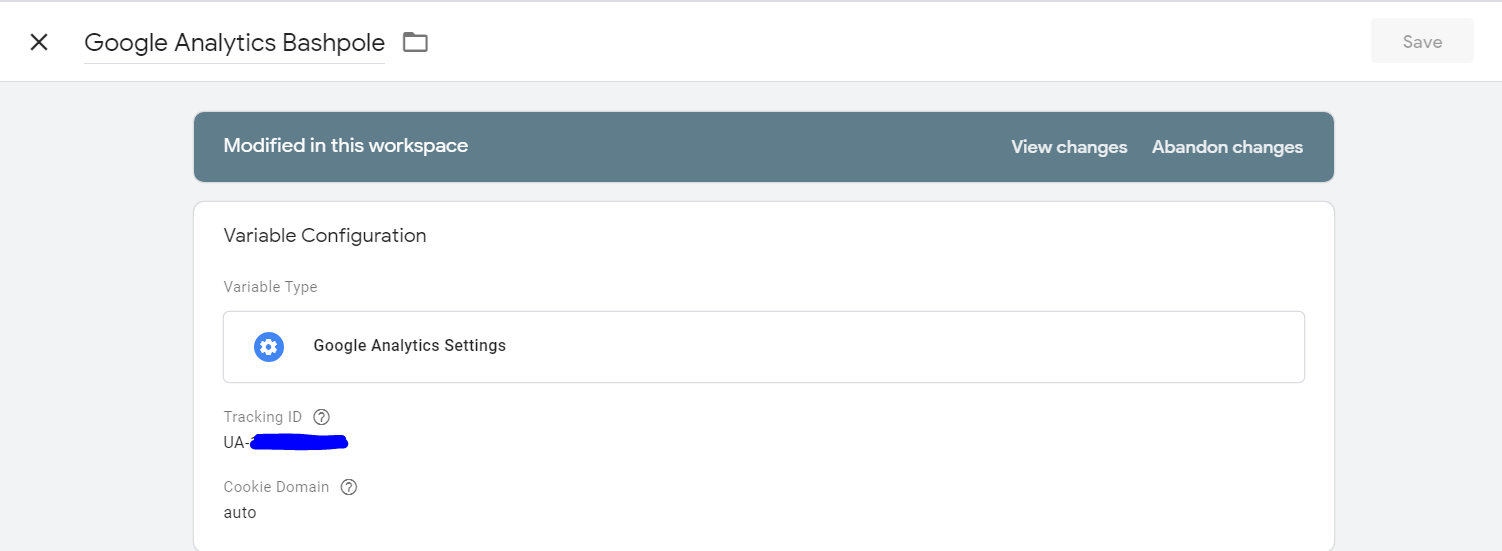 Google Analytics Bashpole
Save
Modified in this workspace
View changes
Abandon changes
Variable Configuration
Variable Type
Google Analytics Settings
Tracking ID ?
UA-
Cookie Domain ?
auto